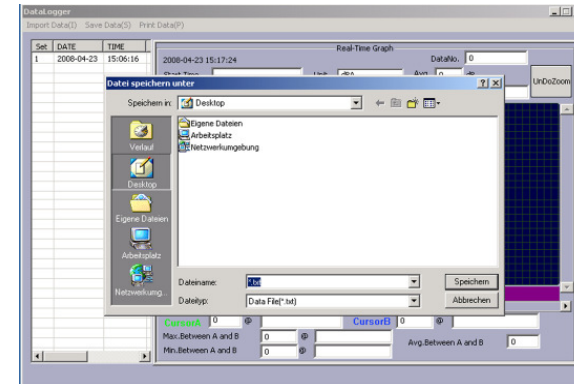 DataLogger
Import Data(I) Save Data(S) Print Data(P)
Set DATE TIME
1 2008-04-23 15:06:16
Real-Time Graph
2008-04-23 15:17:24 DataNo. 0
Start Time Unit dBA Avg 0
UnDoZoom
Datei speichern unter
Speichern in: Desktop
Verlauf
Desktop
Eigene Dateien
Arbeitsplatz
Netzwerkung...
Eigene Dateien
Arbeitsplatz
Netzwerkumgebung
Dateiname: *.txt Speichern
Dateityp: Data File(*.txt) Abbrechen
CursorA 0 @ CursorB 0 @
Max.Between A and B 0 @
Avg.Between A and B 0
Min.Between A and B 0 @